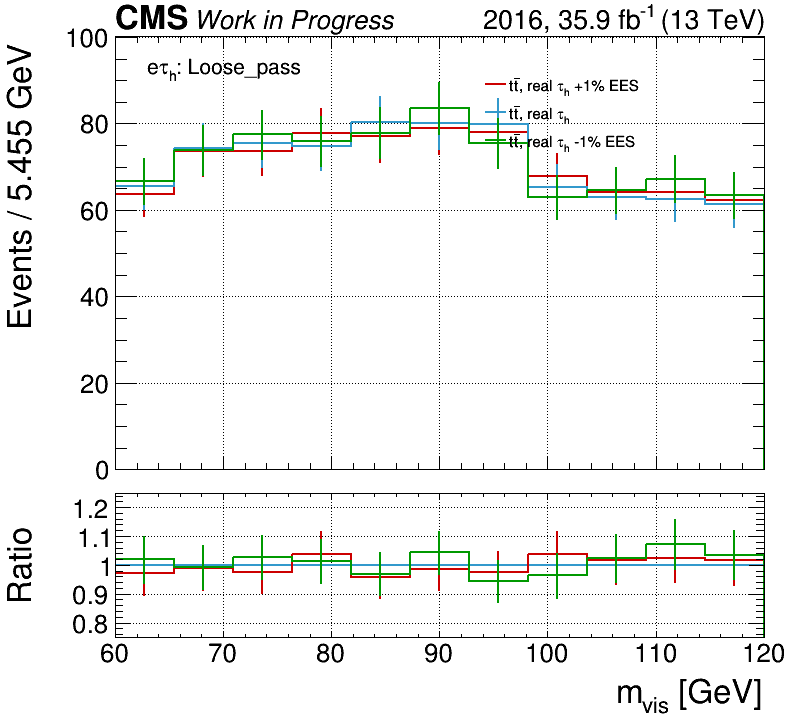 CMS Work in Progress 2016, 35.9 fb⁻¹ (13 TeV)
Events / 5.455 GeV
eτₕ: Loose_pass
tt̄, real τₕ +1% EES
tt̄, real τₕ
tt̄, real τₕ -1% EES
100
80
60
40
20
0
Ratio
1.2
1.1
1
0.9
0.8
60 70 80 90 100 110 120
m_vis [GeV]